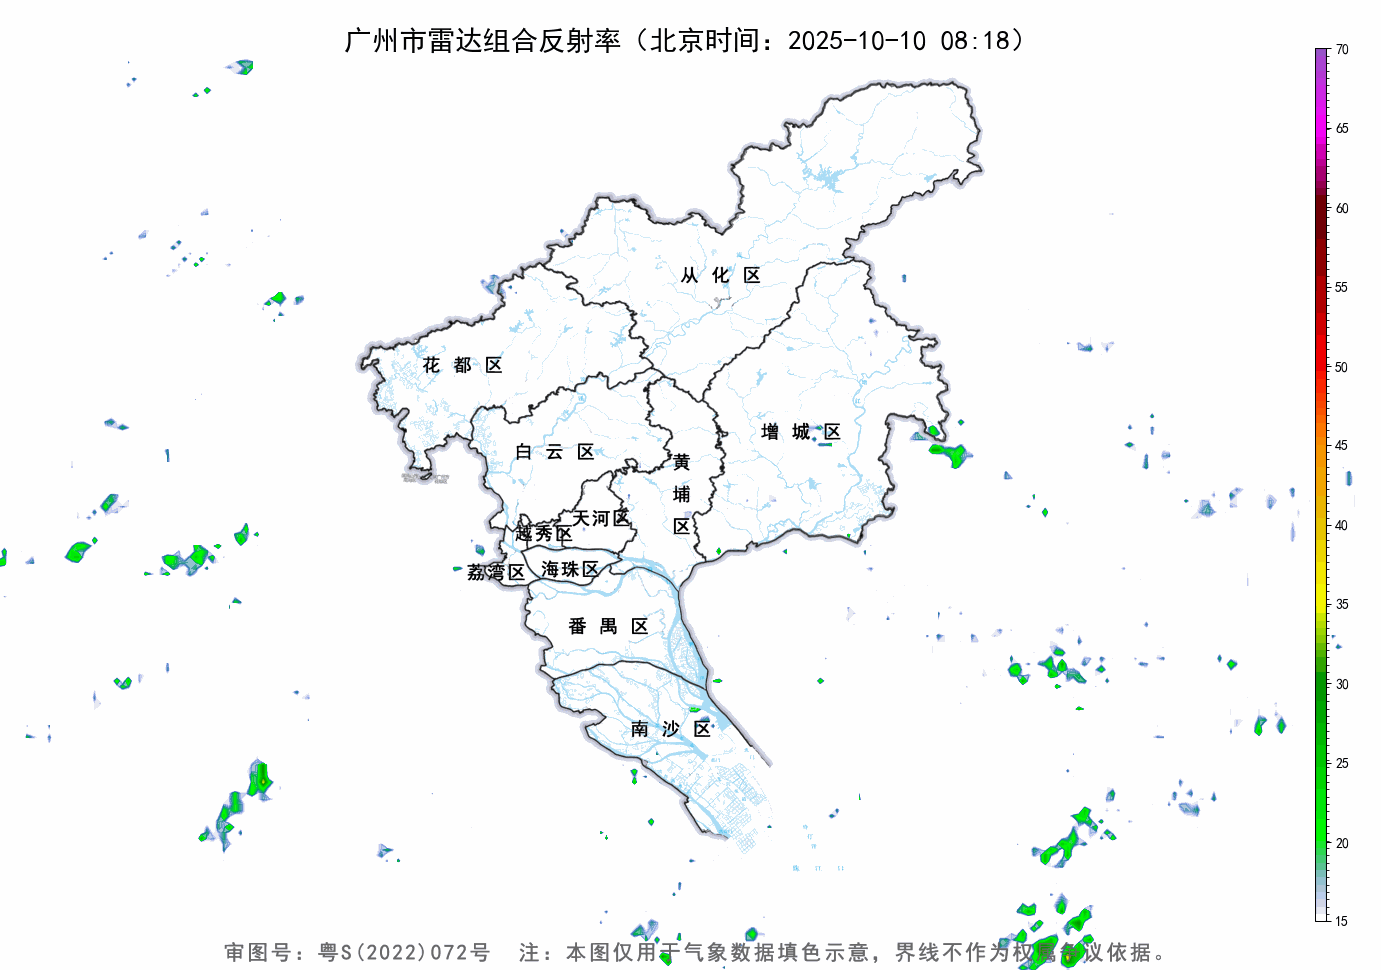 广州市雷达组合反射率（北京时间：2025-10-10 08:18）
70
65
60
55
50
45
40
35
30
25
20
15
从化区
花都区
增城区
白云区
黄埔区
天河区
越秀区
荔湾区
海珠区
番禺区
南沙区
审图号：粤S(2022)072号　注：本图仅用于气象数据填色示意，界线不作为权属争议依据。